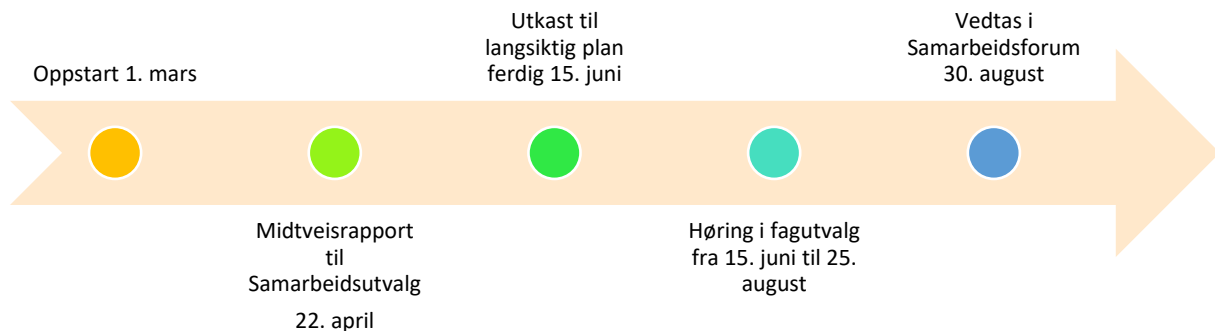 Oppstart 1. mars
Midtveisrapport
til
Samarbeidsutvalg
22. april
Utkast til
langsiktig plan
ferdig 15. juni
Høring i fagutvalg
fra 15. juni til 25.
august
Vedtas i
Samarbeidsforum
30. august